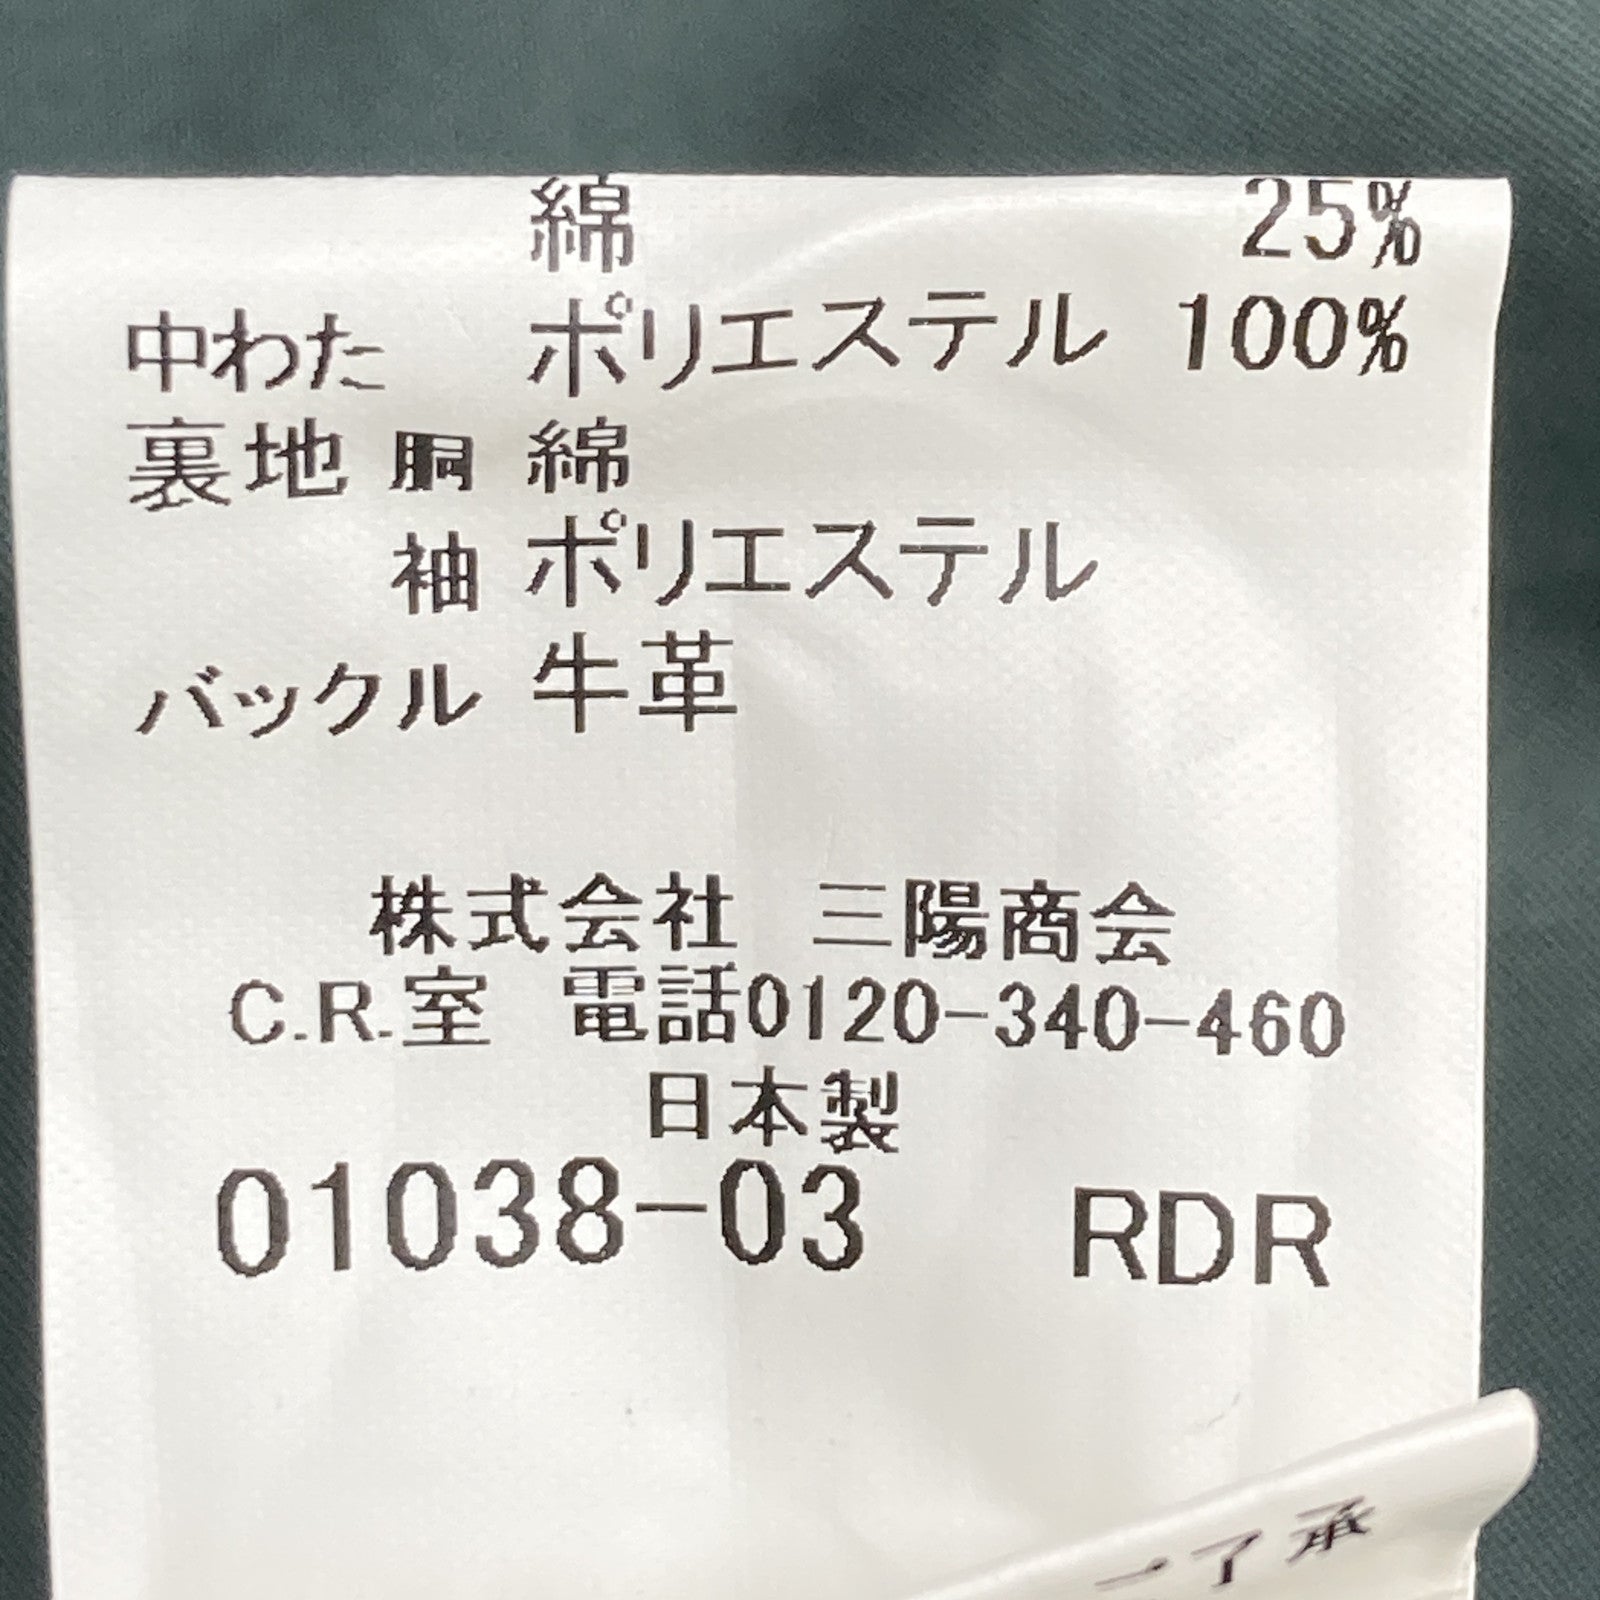 綿 25%
中わた ポリエステル 100%
裏地 胴 綿
袖 ポリエステル
バックル 牛革
株式会社 三陽商会
C.R.室 電話0120-340-460
日本製
01038-03 RDR
了承